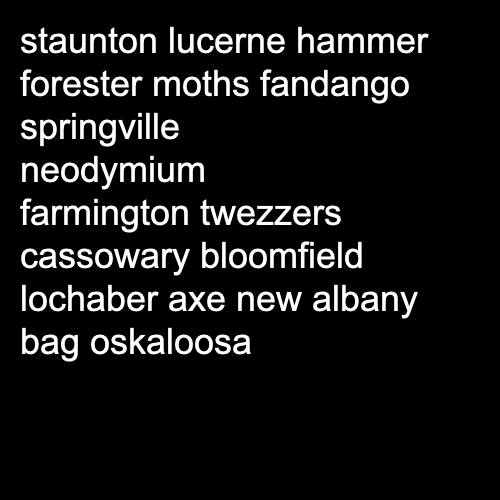 staunton lucerne hammer
forester moths fandango
springville
neodymium
farmington twezzers
cassowary bloomfield
lochaber axe new albany
bag oskaloosa